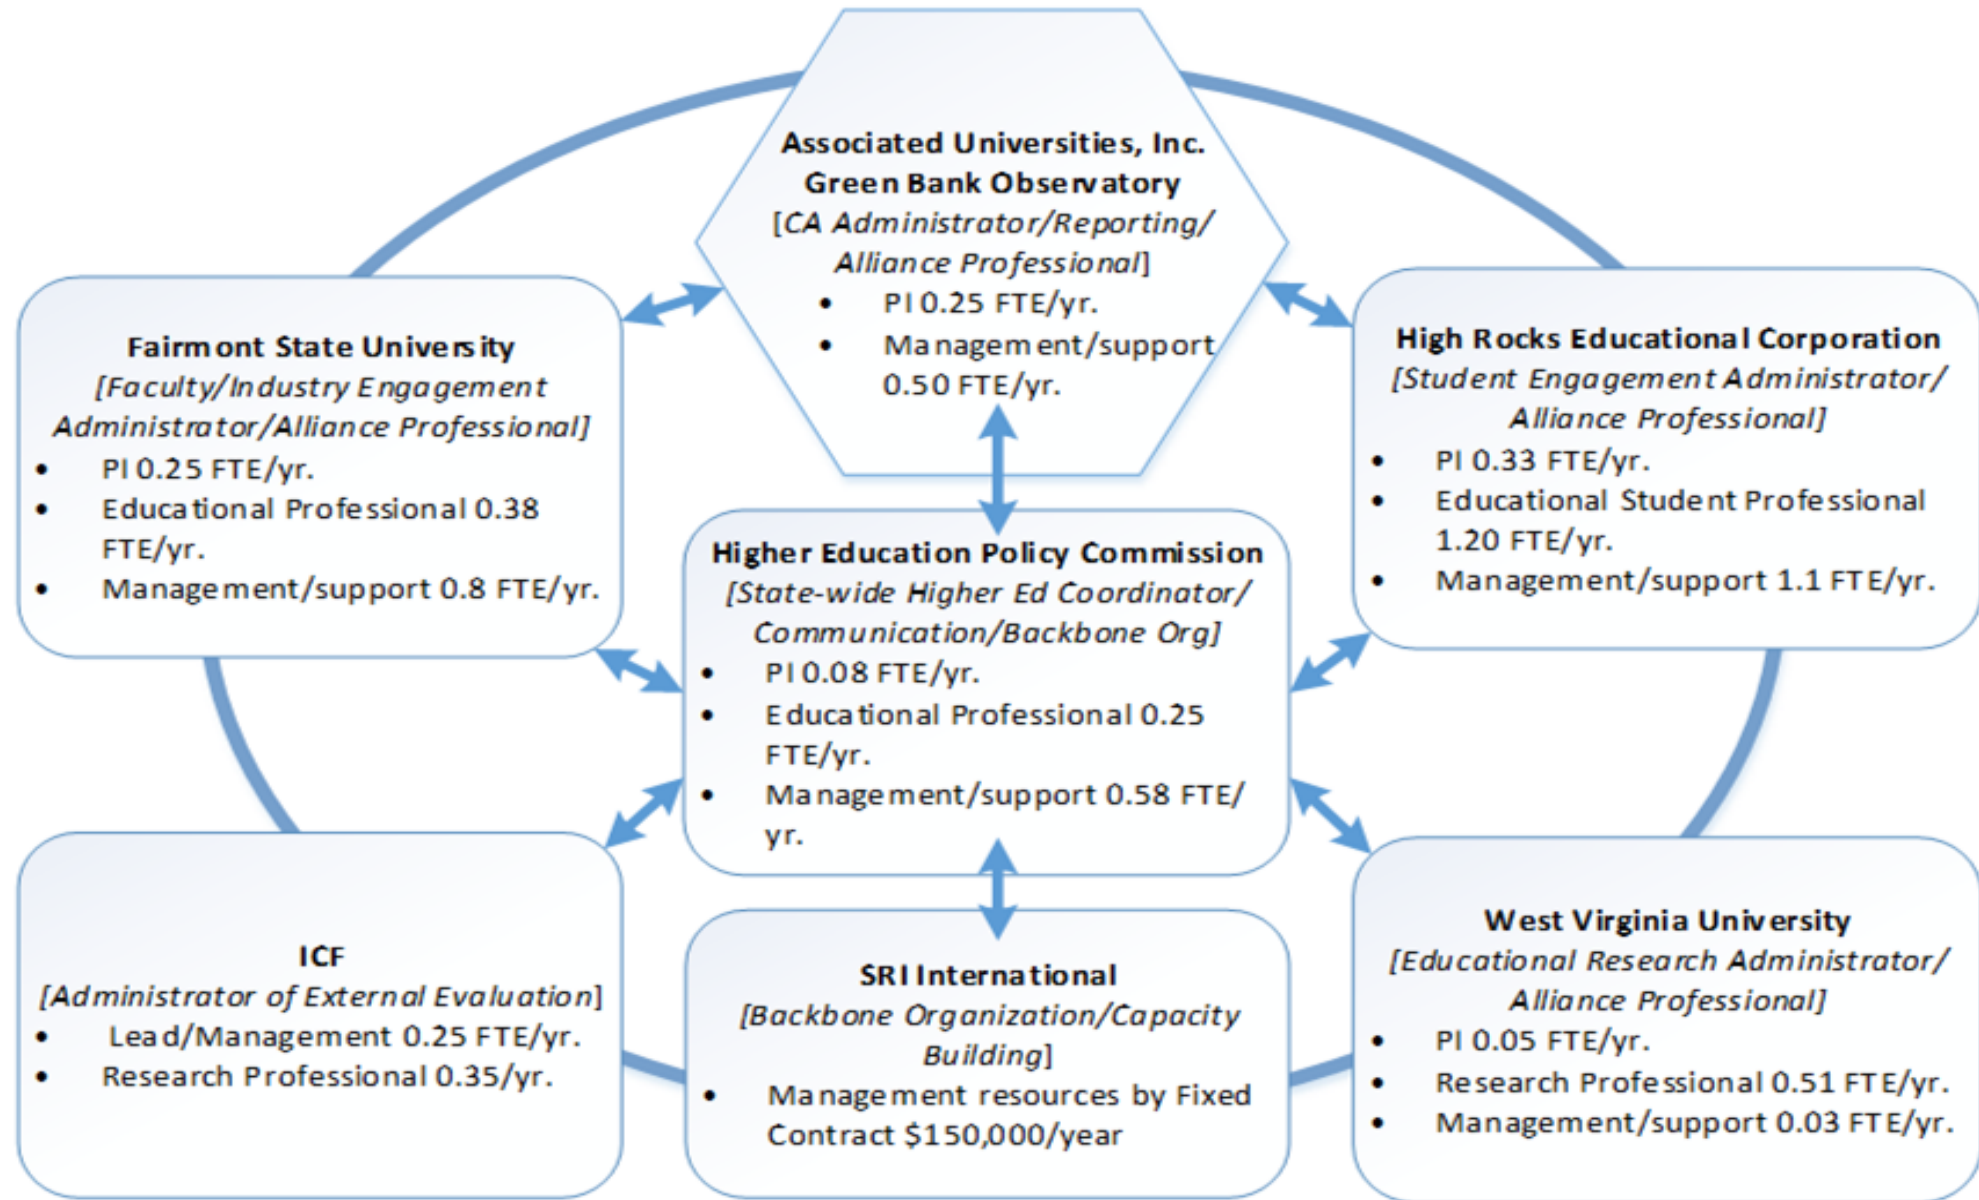 Associated Universities, Inc.
Green Bank Observatory
[CA Administrator/Reporting/
Alliance Professional]
• PI 0.25 FTE/yr.
• Management/support
0.50 FTE/yr.
Fairmont State University
[Faculty/Industry Engagement
Administrator/Alliance Professional]
• PI 0.25 FTE/yr.
• Educational Professional 0.38
FTE/yr.
• Management/support 0.8 FTE/yr.
High Rocks Educational Corporation
[Student Engagement Administrator/
Alliance Professional]
• PI 0.33 FTE/yr.
• Educational Student Professional
1.20 FTE/yr.
• Management/support 1.1 FTE/yr.
Higher Education Policy Commission
[State-wide Higher Ed Coordinator/
Communication/Backbone Org]
• PI 0.08 FTE/yr.
• Educational Professional 0.25
FTE/yr.
• Management/support 0.58 FTE/
yr.
ICF
[Administrator of External Evaluation]
• Lead/Management 0.25 FTE/yr.
• Research Professional 0.35/yr.
SRI International
[Backbone Organization/Capacity
Building]
• Management resources by Fixed
Contract $150,000/year
West Virginia University
[Educational Research Administrator/
Alliance Professional]
• PI 0.05 FTE/yr.
• Research Professional 0.51 FTE/yr.
• Management/support 0.03 FTE/yr.